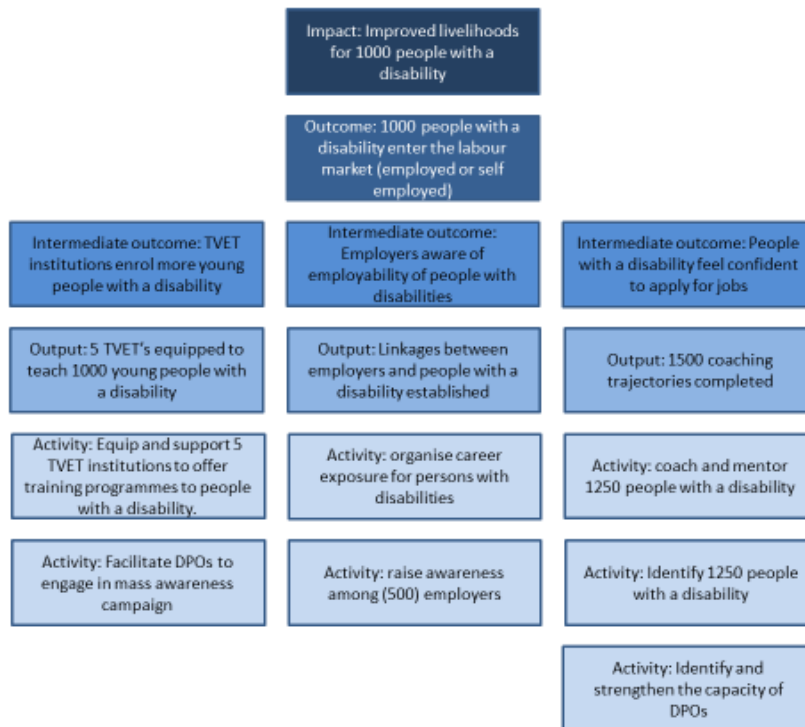 Impact: Improved livelihoods
for 1000 people with a
disability
Outcome: 1000 people with a
disability enter the labour
market (employed or self
employed)
Intermediate outcome: TVET
institutions enrol more young
people with a disability
Intermediate outcome:
Employers aware of
employability of people with
disabilities
Intermediate outcome: People
with a disability feel confident
to apply for jobs
Output: 5 TVET's equipped to
teach 1000 young people with
a disability
Output: Linkages between
employers and people with a
disability established
Output: 1500 coaching
trajectories completed
Activity: Equip and support 5
TVET institutions to offer
training programmes to people
with a disability.
Activity: organise career
exposure for persons with
disabilities
Activity: coach and mentor
1250 people with a disability
Activity: Facilitate DPOs to
engage in mass awareness
campaign
Activity: raise awareness
among (500) employers
Activity: Identify 1250 people
with a disability
Activity: Identify and
strengthen the capacity of
DPOs